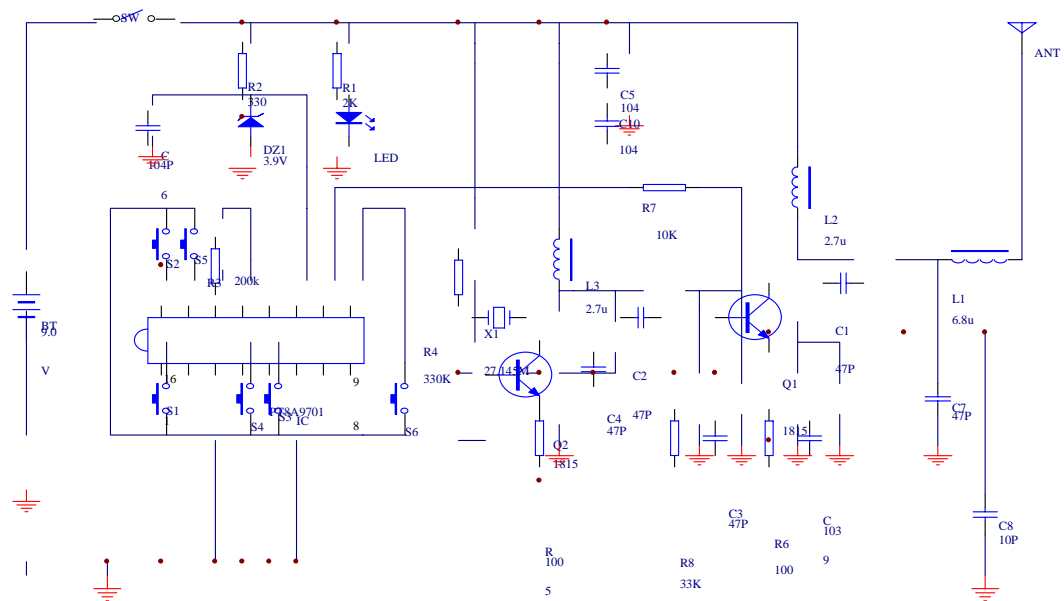 SW
ANT
R2
330
R1
2K
C5
104
C10
104
C
104P
6
DZ1
3.9V
LED
R7
10K
L2
2.7u
S2
S5
R3
200k
L3
2.7u
L1
6.8u
BT
9.0
V
X1
27.145M
R4
330K
C1
47P
C2
47P
Q1
1815
16
9
S1
1
PT8A9701
IC
S3
S4
8
S6
C4
47P
C7
47P
Q2
1815
C3
47P
C
103
9
C8
10P
R
100
5
R8
33K
R6
100